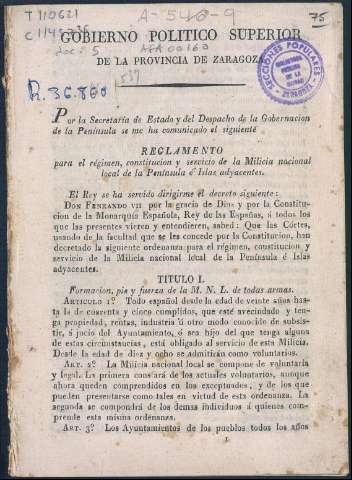 T 110621
A-540-9
75
GOBIERNO POLITICO SUPERIOR
DE LA PROVINCIA DE ZARAGOZA.
R. 36.860
SECCIONES POPULARES
Por la Secretaría de Estado y del Despacho de la Gobernacion
de la Península se me ha comunicado el siguiente
REGLAMENTO
para el régimen, constitucion y servicio de la Milicia nacional
local de la Península é Islas adyacentes.
El Rey se ha servido dirigirme el decreto siguiente:
DON FERNANDO VII por la gracia de Dios y por la Constitu-
cion de la Monarquía Española, Rey de las Españas, á todos los
que las presentes vieren y entendieren, sabed: Que las Córtes,
usando de la facultad que se les concede por la Constitucion, han
decretado la siguiente ordenanza para el régimen, constitucion, y
servicio de la Milicia nacional local de la Península é Islas
adyacentes.
TITULO I.
Formacion, pie y fuerza de la M. N. L. de todas armas.
ARTICULO 1º Todo español desde la edad de veinte años has-
ta la de cuarenta y cinco cumplidos, que esté avecindado y ten-
ga propiedad, rentas, industria ú otro modo conocido de subsis-
tir, á juicio del Ayuntamiento, ó sea hijo del que tenga alguna
de estas circunstancias, está obligado al servicio de esta Milicia.
Desde la edad de diez y ocho se admitirán como voluntarios.
ART. 2º La Milicia nacional local se compone de voluntaria
y legal. La primera constará de los actuales voluntarios, aunque
ahora queden comprendidos en los exceptuados; y de los que
pueden presentarse como tales en virtud de esta ordenanza. La
segunda se compondrá de los demas individuos á quienes com-
prende esta misma ordenanza.
ART. 3º Los Ayuntamientos de los pueblos todos los años
1